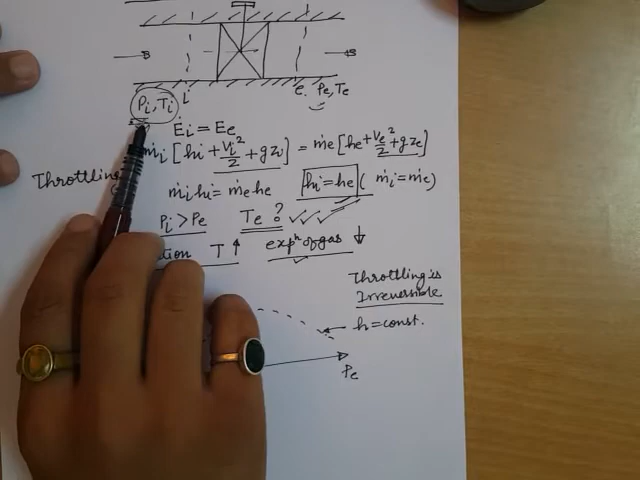 B B
i e Pe, Te
Pi, Ti
Ei = Ee
ṁi [hi + Vi²/2 + gzi] = ṁe [he + Ve²/2 + gze]
Throttling
ṁi hi = ṁe he hi = he ( ṁi = ṁe)
Pi > Pe Te ?
T ↑ expⁿ of gas ↓
Throttling is
Irreversible
h = const.
Pe